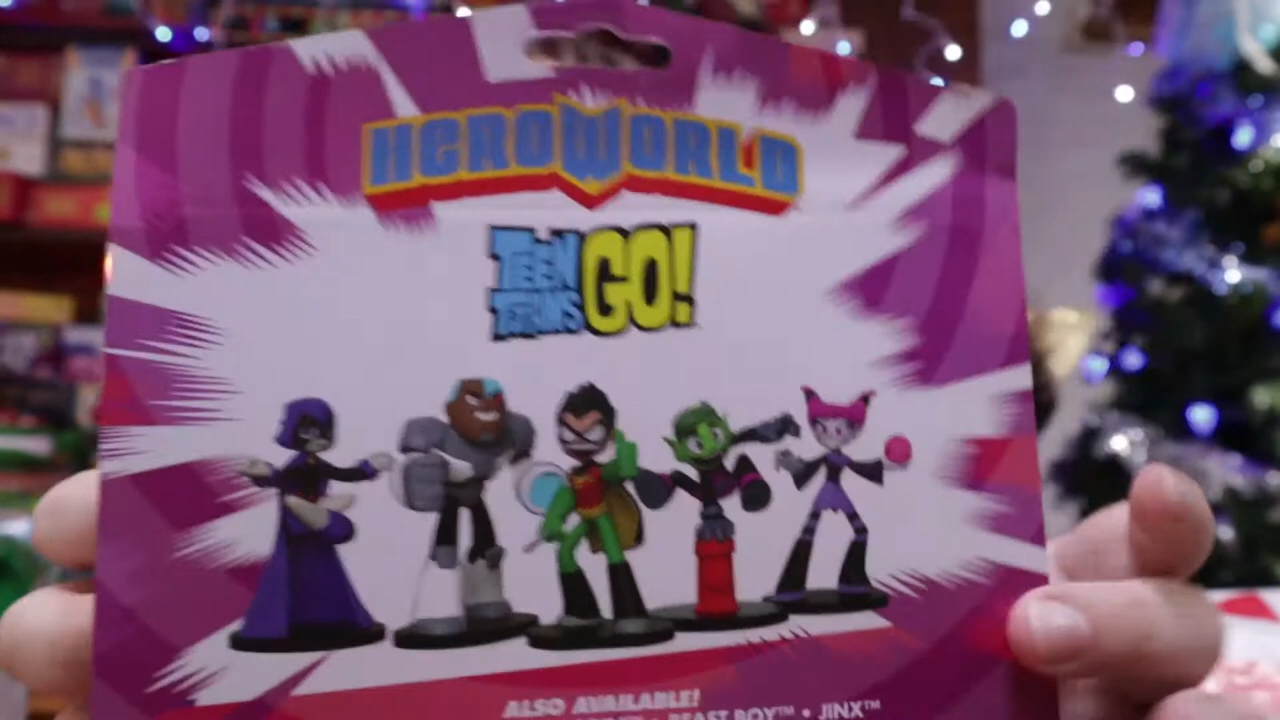 HEROWORLD
TEEN
TITANS GO!
ALSO AVAILABLE!
• BEAST BOY™ • JINX™